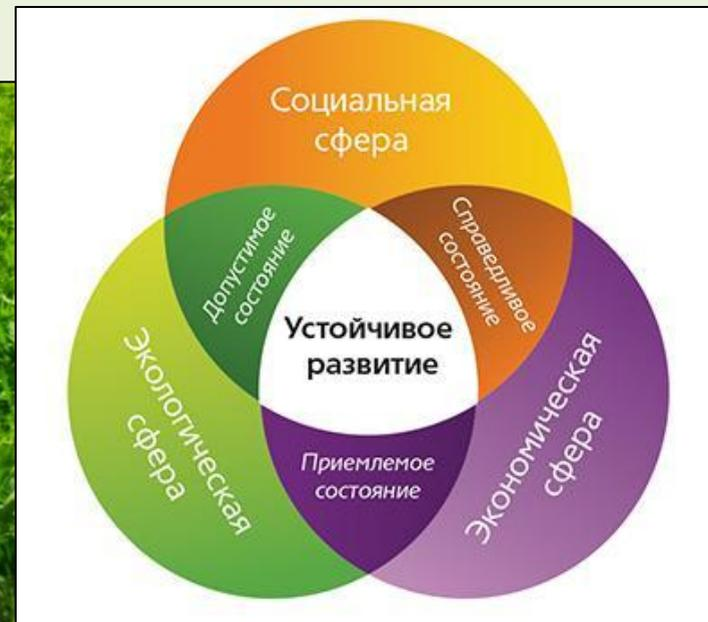 Социальная
сфера
Допустимое
состояние
Справедливое
состояние
Устойчивое
развитие
Экологическая
сфера
Приемлемое
состояние
Экономическая
сфера